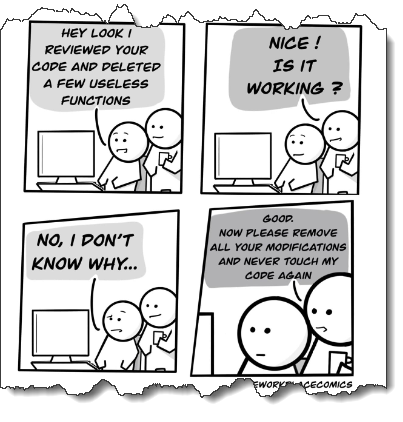 HEY LOOK I
REVIEWED YOUR
CODE AND DELETED
A FEW USELESS
FUNCTIONS
NICE !
IS IT
WORKING ?
NO, I DON'T
KNOW WHY...
GOOD.
NOW PLEASE REMOVE
ALL YOUR MODIFICATIONS
AND NEVER TOUCH MY
CODE AGAIN